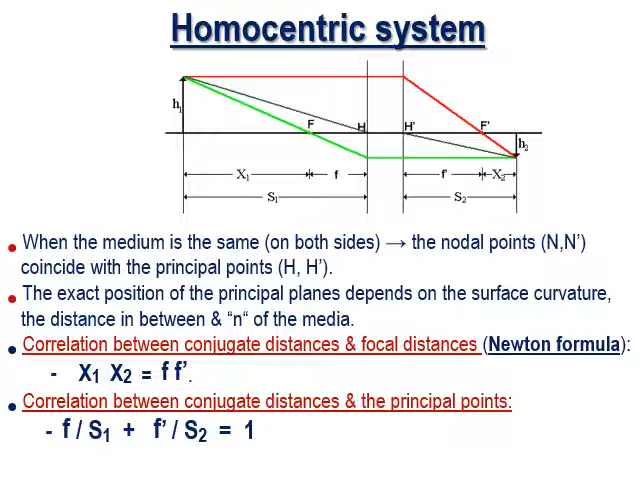 Homocentric system
h1
F
H
H'
F'
h2
X1
f
f'
X2
S1
S2
• When the medium is the same (on both sides) → the nodal points (N,N’)
coincide with the principal points (H, H’).
• The exact position of the principal planes depends on the surface curvature,
the distance in between & “n“ of the media.
• Correlation between conjugate distances & focal distances (Newton formula):
- X1 X2 = f f’.
• Correlation between conjugate distances & the principal points:
- f / S1 + f’ / S2 = 1